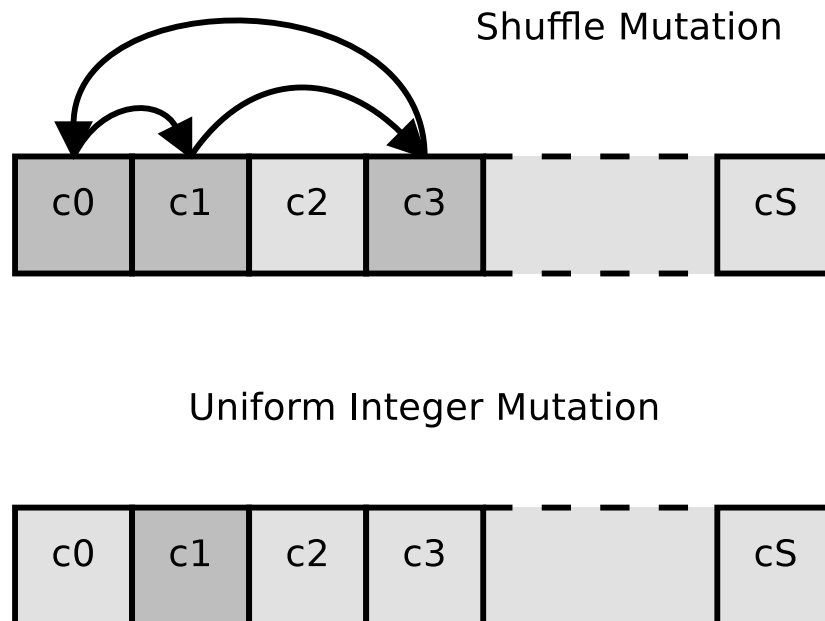 Shuffle Mutation
c0 c1 c2 c3 cS
Uniform Integer Mutation
c0 c1 c2 c3 cS